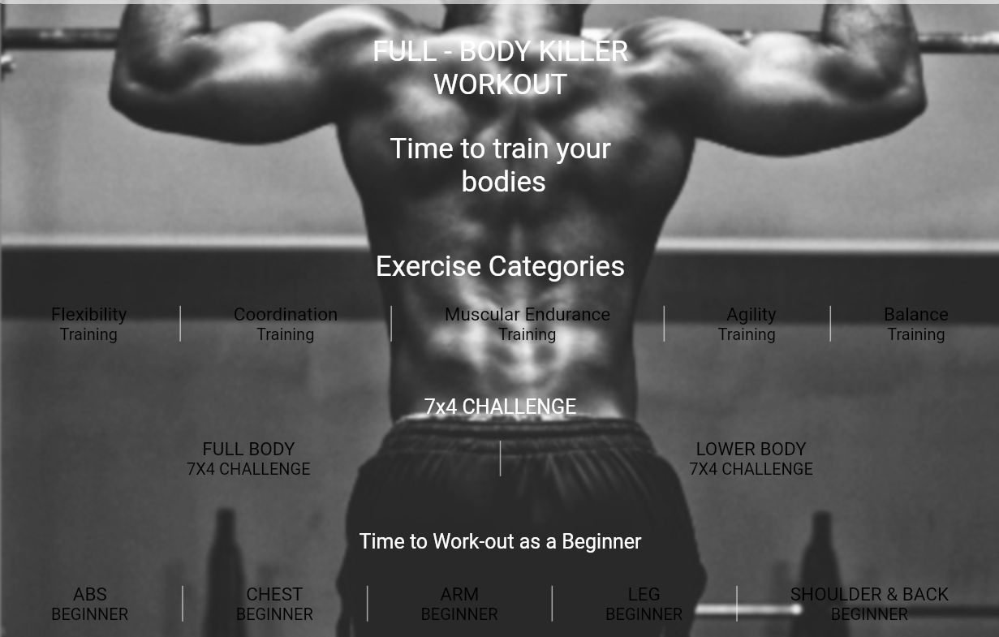 FULL - BODY KILLER
WORKOUT
Time to train your
bodies
Exercise Categories
Flexibility
Training
Coordination
Training
Muscular Endurance
Training
Agility
Training
Balance
Training
7x4 CHALLENGE
FULL BODY
7X4 CHALLENGE
LOWER BODY
7X4 CHALLENGE
Time to Work-out as a Beginner
ABS
BEGINNER
CHEST
BEGINNER
ARM
BEGINNER
LEG
BEGINNER
SHOULDER & BACK
BEGINNER